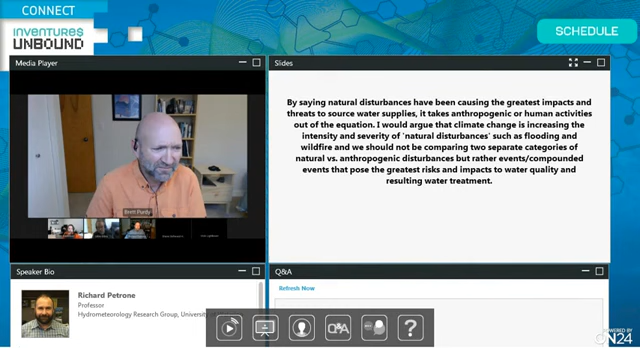 CONNECT
INVENTURES
UNBOUND
SCHEDULE
Media Player
Slides
By saying natural disturbances have been causing the greatest impacts and
threats to source water supplies, it takes anthropogenic or human activities
out of the equation. I would argue that climate change is increasing the
intensity and severity of 'natural disturbances' such as flooding and
wildfire and we should not be comparing two separate categories of
natural vs. anthropogenic disturbances but rather events/compounded
events that pose the greatest risks and impacts to water quality and
resulting water treatment.
Brett Purdy
Speaker Bio
Richard Petrone
Professor
Hydrometeorology Research Group, University
Q&A
Refresh Now
Q&A
?
POWERED BY
ON24